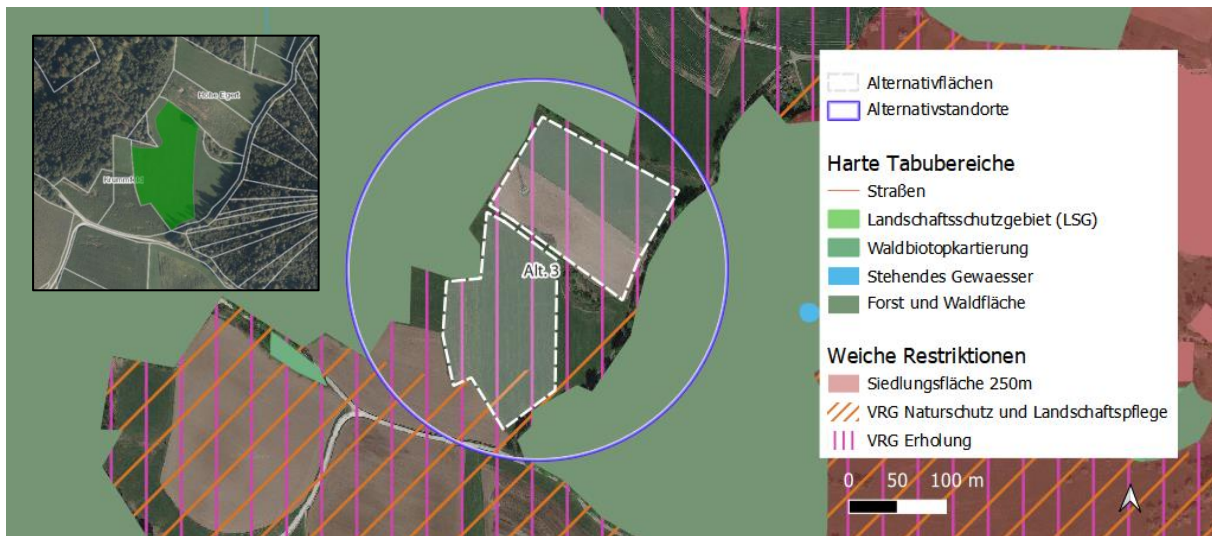 Hohe Egert
Krummfeld
Alt. 3
Alternativflächen
Alternativstandorte
Harte Tabubereiche
Straßen
Landschaftsschutzgebiet (LSG)
Waldbiotopkartierung
Stehendes Gewaesser
Forst und Waldfläche
Weiche Restriktionen
Siedlungsfläche 250m
VRG Naturschutz und Landschaftspflege
VRG Erholung
0 50 100 m